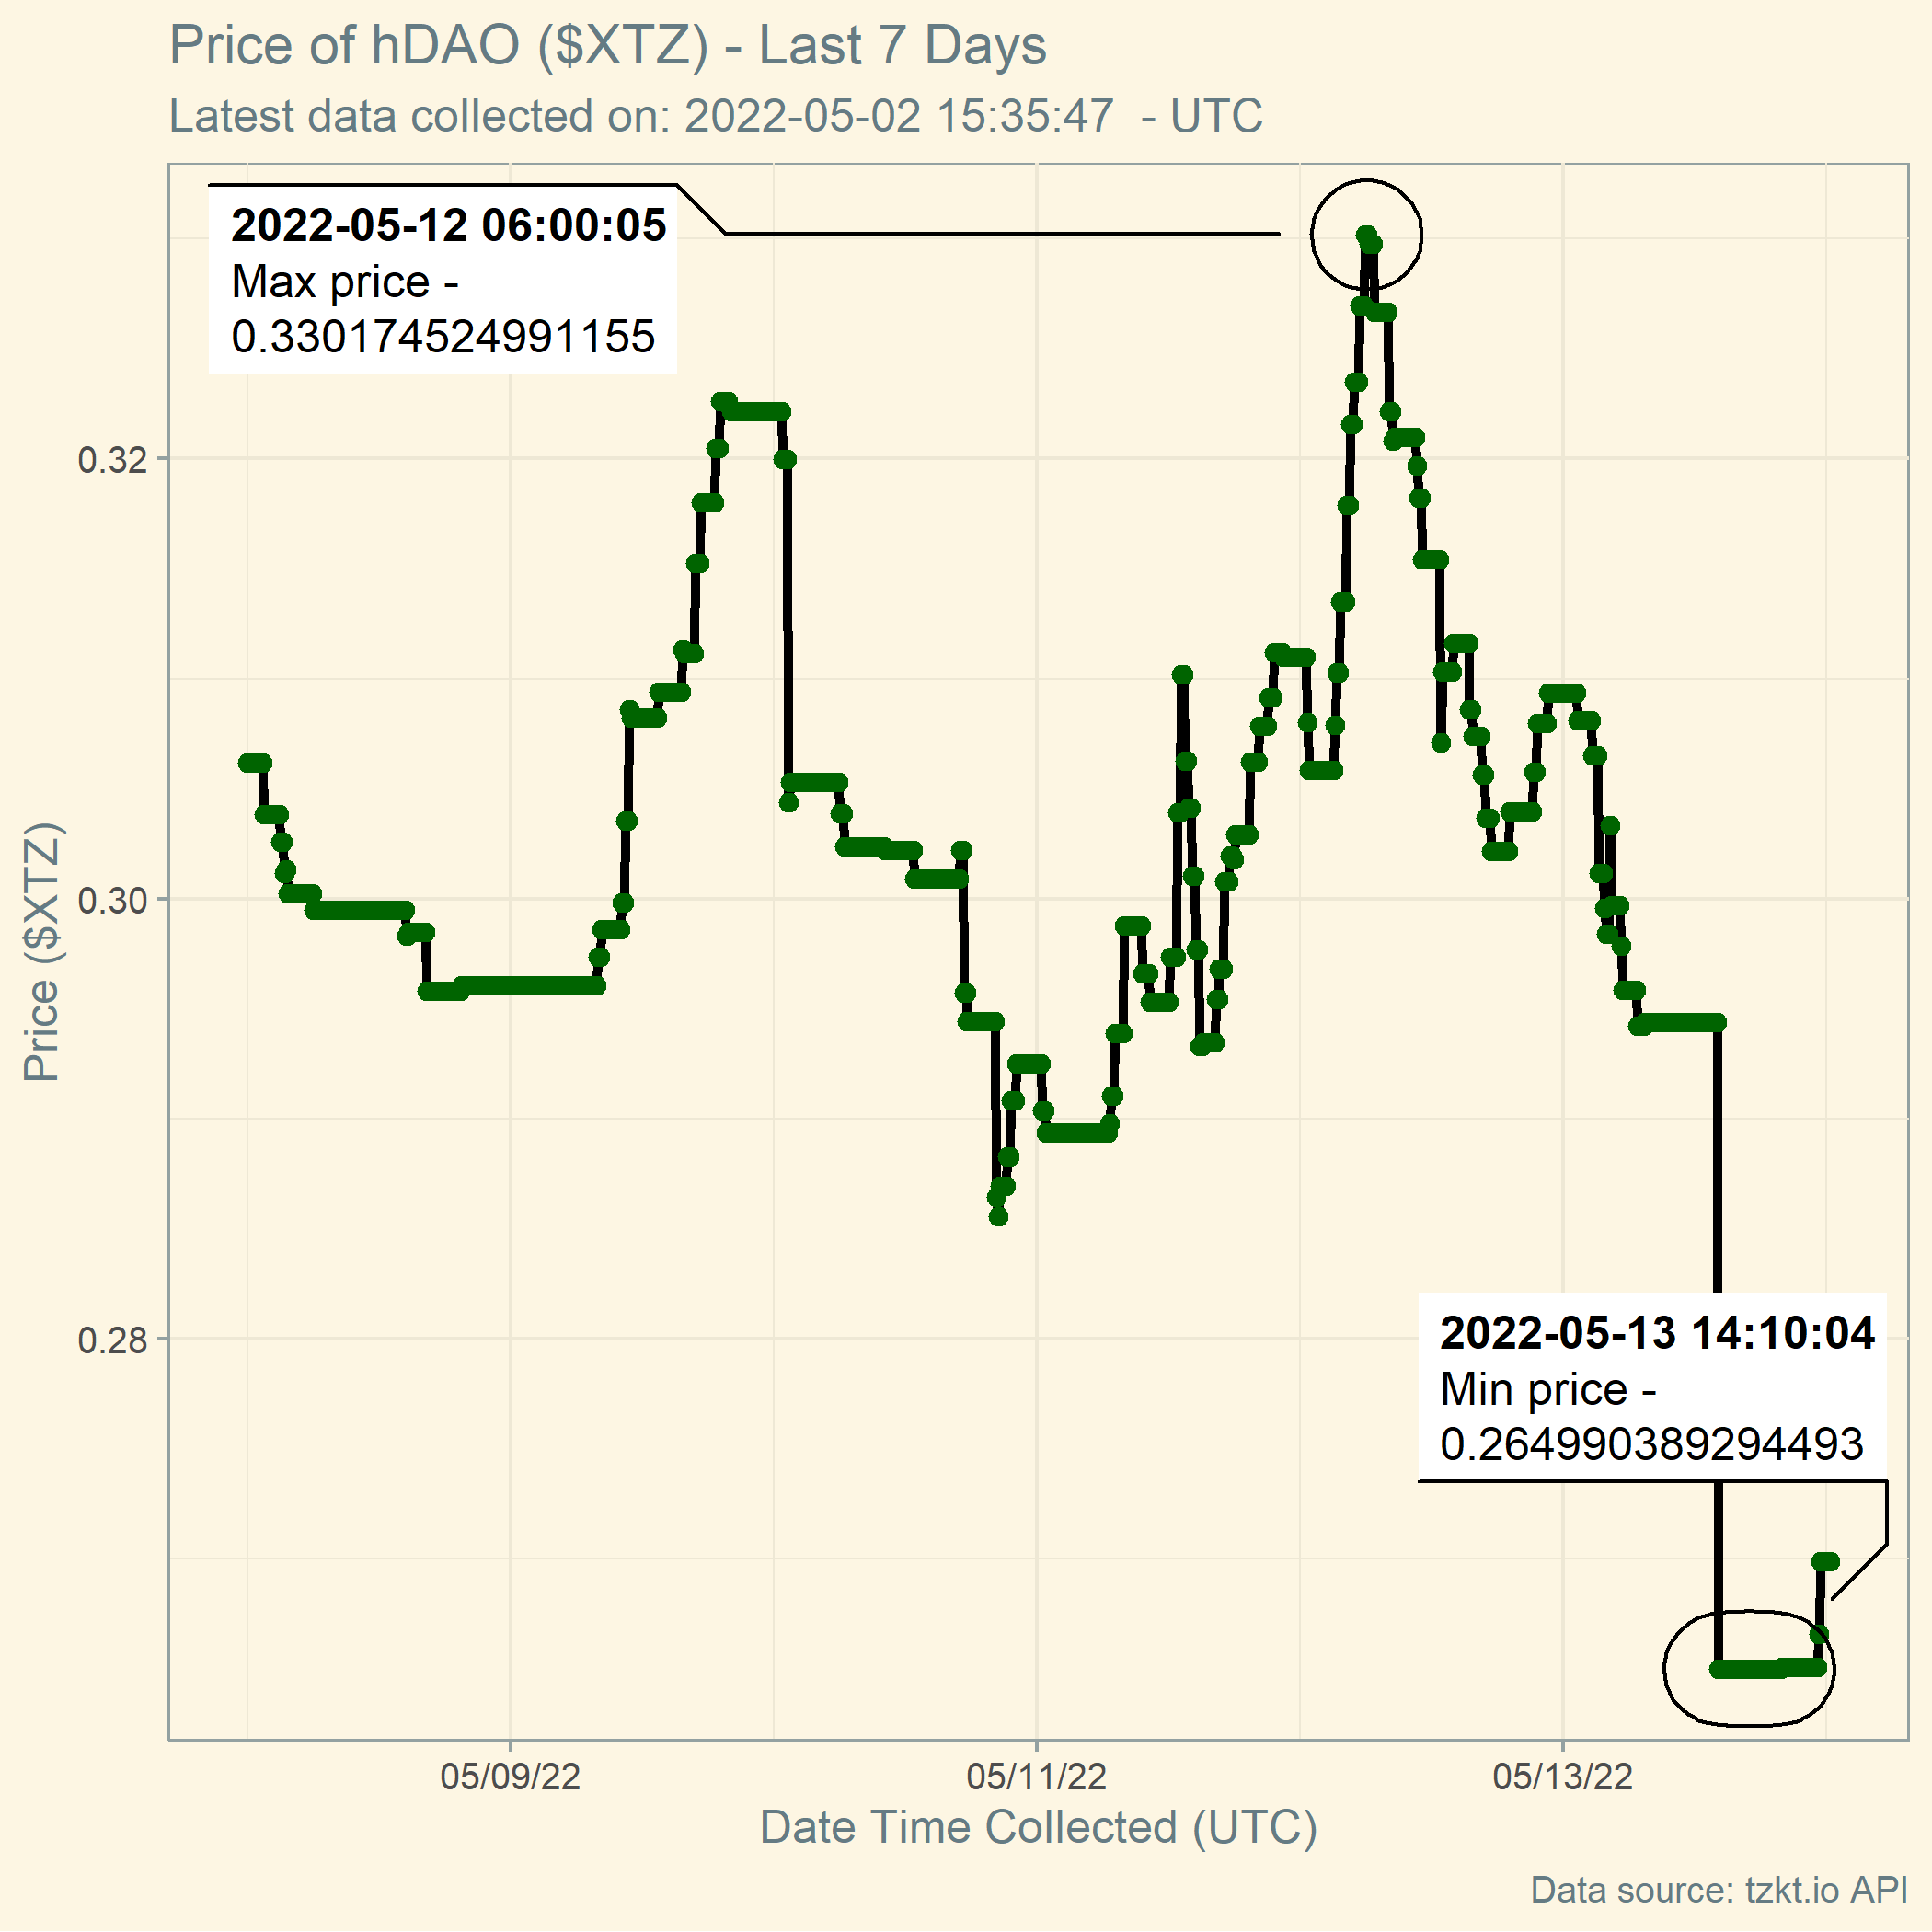 Price of hDAO ($XTZ) - Last 7 Days
Latest data collected on: 2022-05-02 15:35:47  - UTC
2022-05-12 06:00:05
Max price -
0.330174524991155
0.32
0.30
0.28
Price ($XTZ)
2022-05-13 14:10:04
Min price -
0.264990389294493
05/09/22
05/11/22
05/13/22
Date Time Collected (UTC)
Data source: tzkt.io API